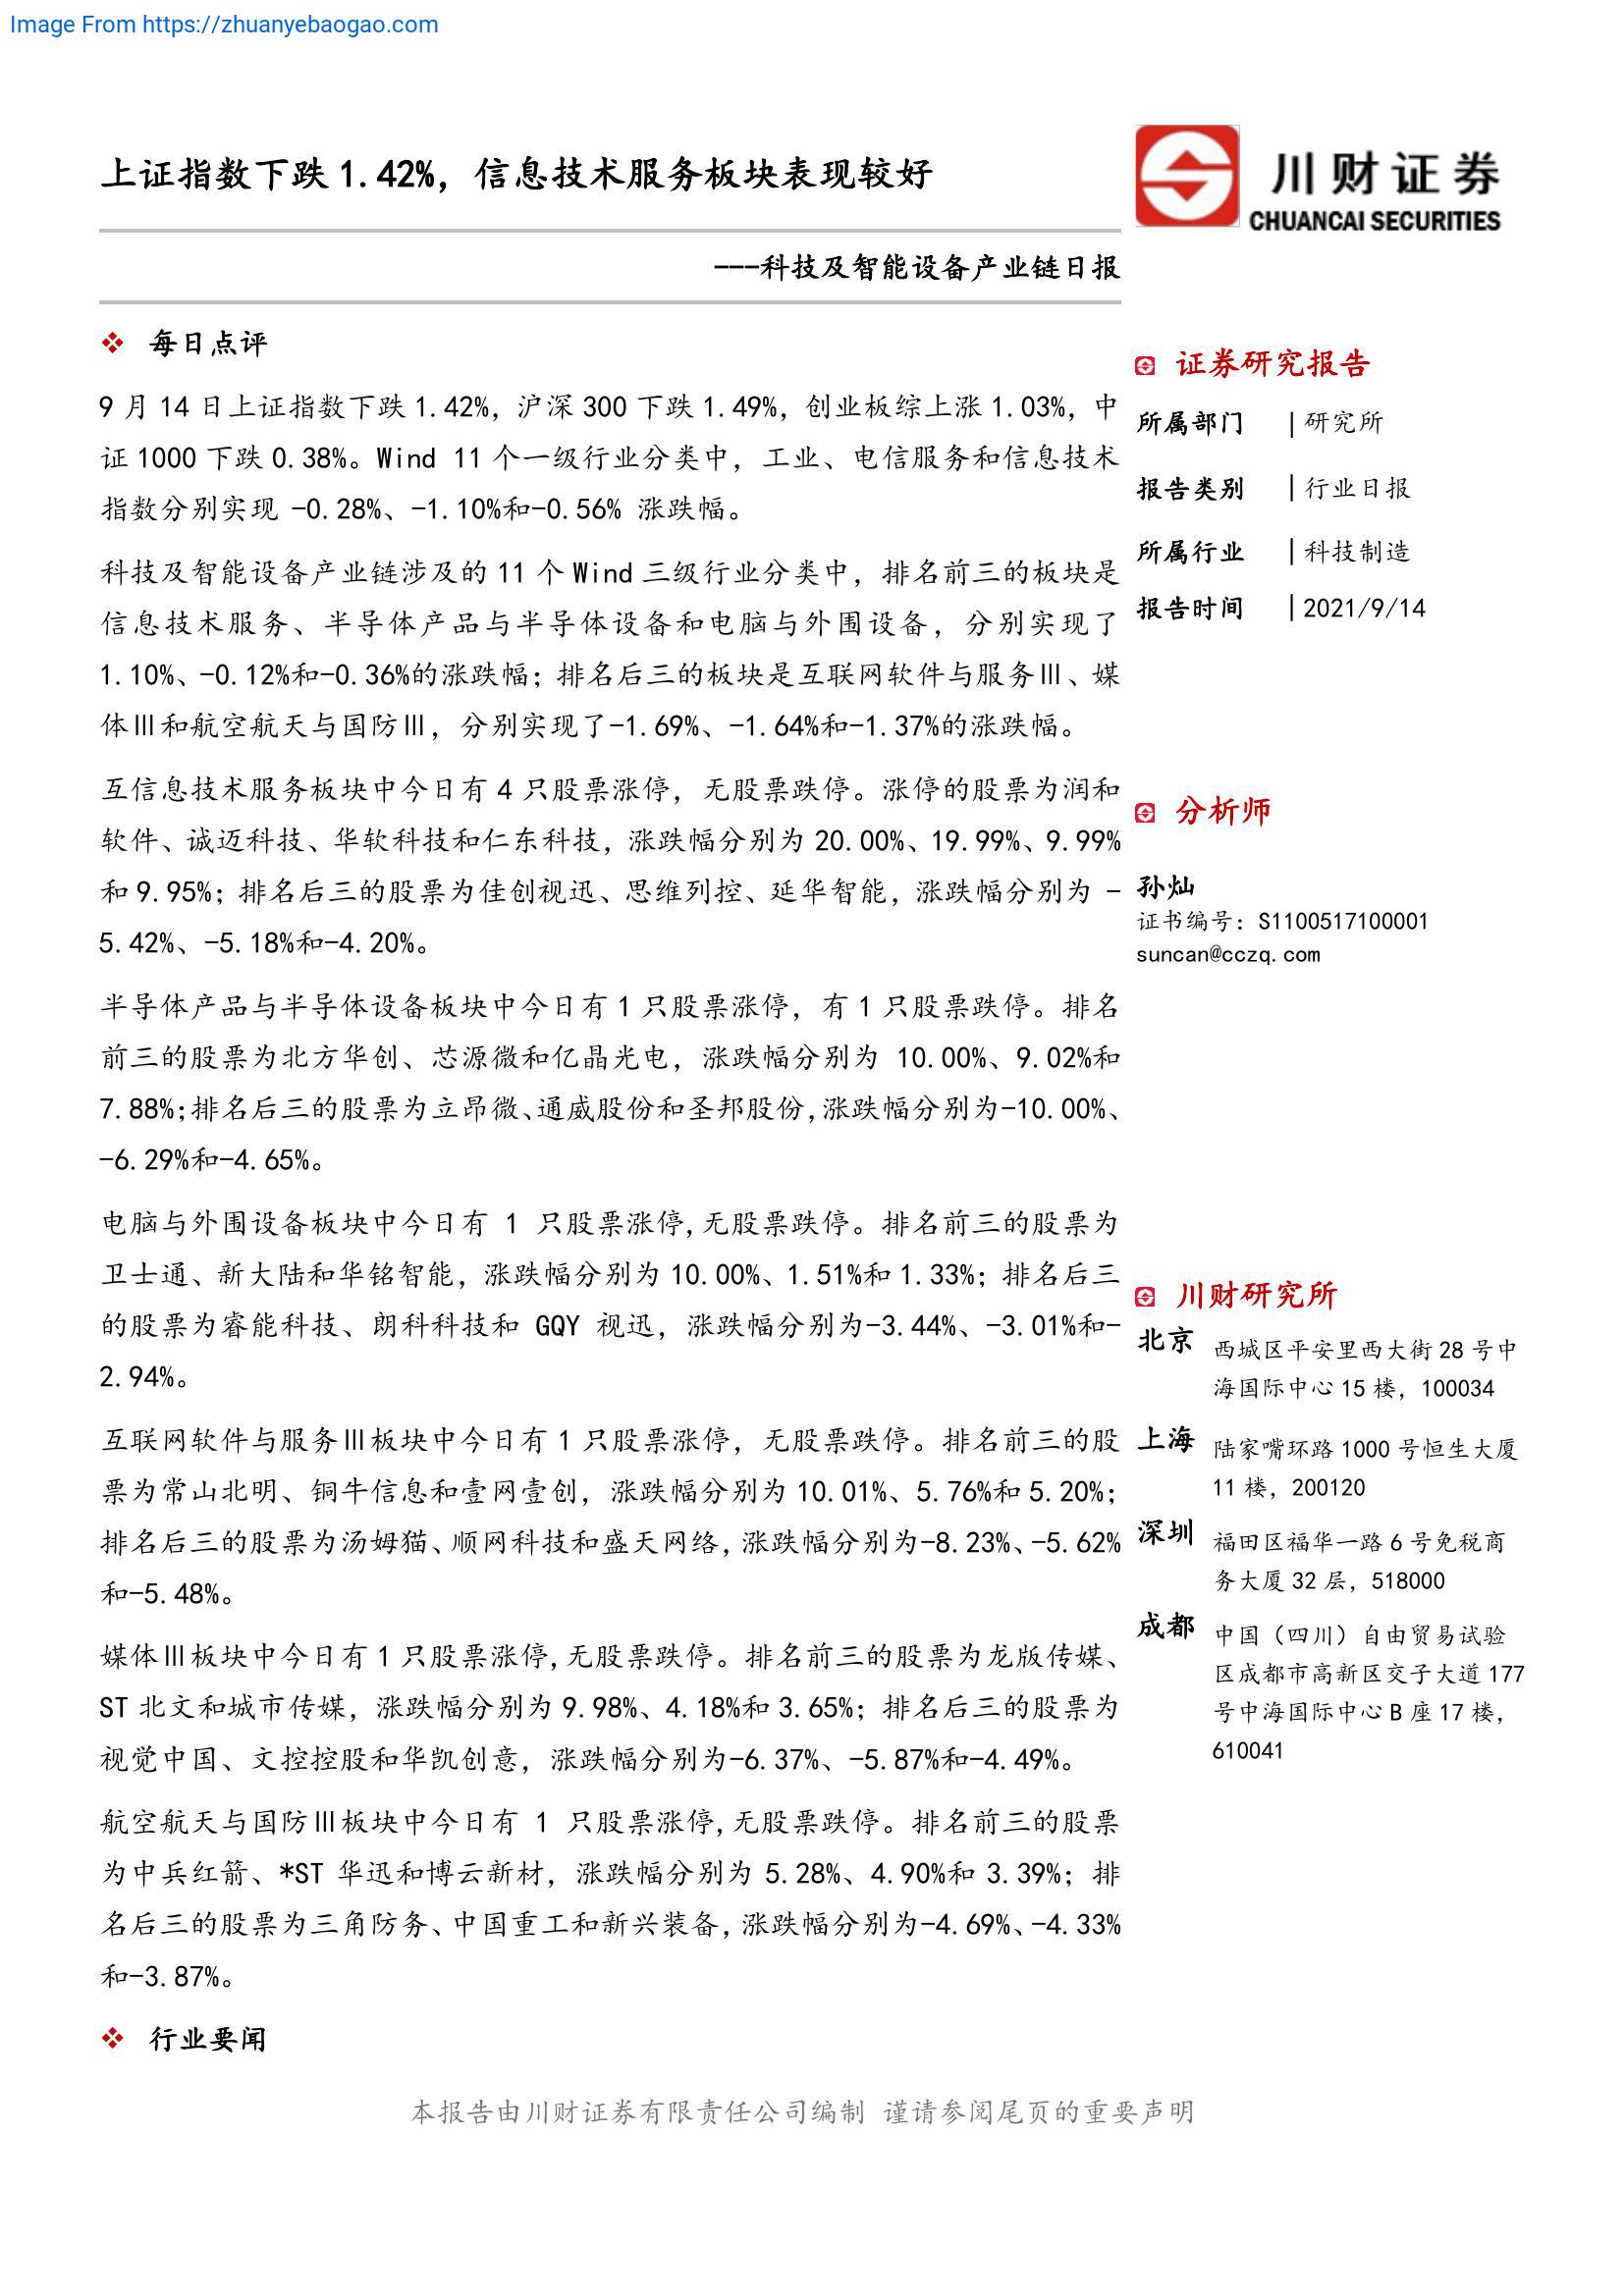 Image From https://zhuanyebaogao.com
上证指数下跌 1.42%，信息技术服务板块表现较好
---科技及智能设备产业链日报
川财证券
CHUANCAI SECURITIES
每日点评
9 月 14 日上证指数下跌 1.42%，沪深 300 下跌 1.49%，创业板综上涨 1.03%，中
证 1000 下跌 0.38%。Wind 11 个一级行业分类中，工业、电信服务和信息技术
指数分别实现 -0.28%、-1.10%和-0.56% 涨跌幅。
科技及智能设备产业链涉及的 11 个 Wind 三级行业分类中，排名前三的板块是
信息技术服务、半导体产品与半导体设备和电脑与外围设备，分别实现了
1.10%、-0.12%和-0.36%的涨跌幅；排名后三的板块是互联网软件与服务Ⅲ、媒
体Ⅲ和航空航天与国防Ⅲ，分别实现了-1.69%、-1.64%和-1.37%的涨跌幅。
互信息技术服务板块中今日有 4 只股票涨停，无股票跌停。涨停的股票为润和
软件、诚迈科技、华软科技和仁东科技，涨跌幅分别为 20.00%、19.99%、9.99%
和 9.95%；排名后三的股票为佳创视迅、思维列控、延华智能，涨跌幅分别为 -
5.42%、-5.18%和-4.20%。
半导体产品与半导体设备板块中今日有 1 只股票涨停，有 1 只股票跌停。排名
前三的股票为北方华创、芯源微和亿晶光电，涨跌幅分别为 10.00%、9.02%和
7.88%;排名后三的股票为立昂微、通威股份和圣邦股份,涨跌幅分别为-10.00%、
-6.29%和-4.65%。
电脑与外围设备板块中今日有 1 只股票涨停,无股票跌停。排名前三的股票为
卫士通、新大陆和华铭智能，涨跌幅分别为 10.00%、1.51%和 1.33%；排名后三
的股票为睿能科技、朗科科技和 GQY 视迅，涨跌幅分别为-3.44%、-3.01%和-
2.94%。
互联网软件与服务Ⅲ板块中今日有 1 只股票涨停，无股票跌停。排名前三的股
票为常山北明、铜牛信息和壹网壹创，涨跌幅分别为 10.01%、5.76%和 5.20%；
排名后三的股票为汤姆猫、顺网科技和盛天网络,涨跌幅分别为-8.23%、-5.62%
和-5.48%。
媒体Ⅲ板块中今日有 1 只股票涨停,无股票跌停。排名前三的股票为龙版传媒、
ST 北文和城市传媒，涨跌幅分别为 9.98%、4.18%和 3.65%；排名后三的股票为
视觉中国、文控控股和华凯创意，涨跌幅分别为-6.37%、-5.87%和-4.49%。
航空航天与国防Ⅲ板块中今日有 1 只股票涨停,无股票跌停。排名前三的股票
为中兵红箭、*ST 华迅和博云新材，涨跌幅分别为 5.28%、4.90%和 3.39%；排
名后三的股票为三角防务、中国重工和新兴装备,涨跌幅分别为-4.69%、-4.33%
和-3.87%。
行业要闻
证券研究报告
所属部门 | 研究所
报告类别 | 行业日报
所属行业 | 科技制造
报告时间 | 2021/9/14
分析师
孙灿
证书编号：S1100517100001
suncan@cczq.com
川财研究所
北京 西城区平安里西大街 28 号中
海国际中心 15 楼，100034
上海 陆家嘴环路 1000 号恒生大厦
11 楼，200120
深圳 福田区福华一路 6 号免税商
务大厦 32 层，518000
成都 中国（四川）自由贸易试验
区成都市高新区交子大道 177
号中海国际中心 B 座 17 楼，
610041
本报告由川财证券有限责任公司编制 谨请参阅尾页的重要声明